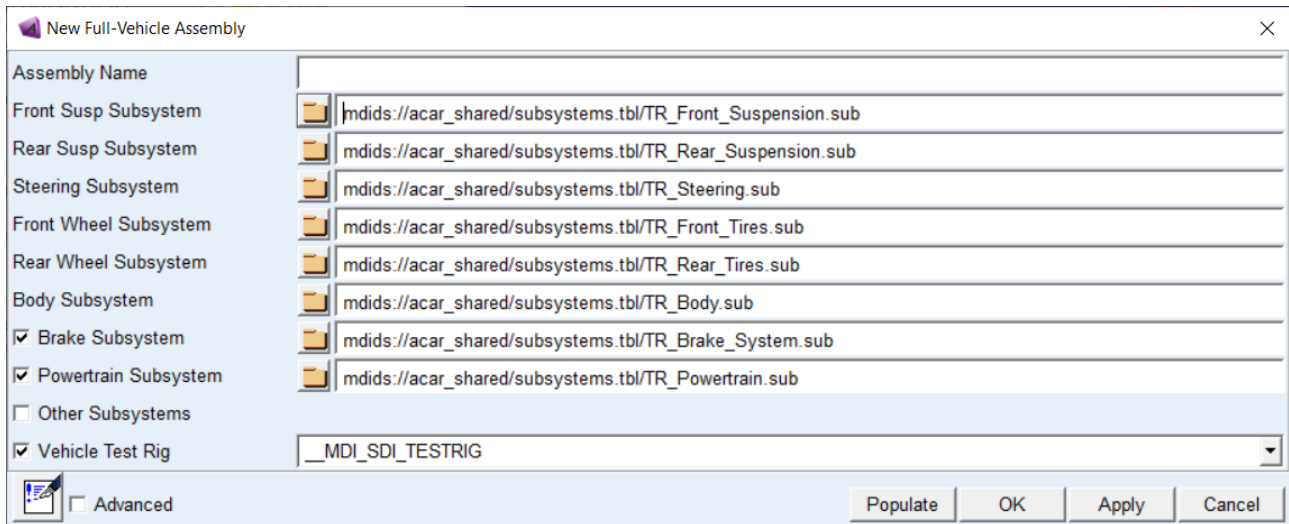 New Full-Vehicle Assembly
Assembly Name
Front Susp Subsystem mdids://acar_shared/subsystems.tbl/TR_Front_Suspension.sub
Rear Susp Subsystem mdids://acar_shared/subsystems.tbl/TR_Rear_Suspension.sub
Steering Subsystem mdids://acar_shared/subsystems.tbl/TR_Steering.sub
Front Wheel Subsystem mdids://acar_shared/subsystems.tbl/TR_Front_Tires.sub
Rear Wheel Subsystem mdids://acar_shared/subsystems.tbl/TR_Rear_Tires.sub
Body Subsystem mdids://acar_shared/subsystems.tbl/TR_Body.sub
Brake Subsystem mdids://acar_shared/subsystems.tbl/TR_Brake_System.sub
Powertrain Subsystem mdids://acar_shared/subsystems.tbl/TR_Powertrain.sub
Other Subsystems
Vehicle Test Rig __MDI_SDI_TESTRIG
Advanced Populate OK Apply Cancel